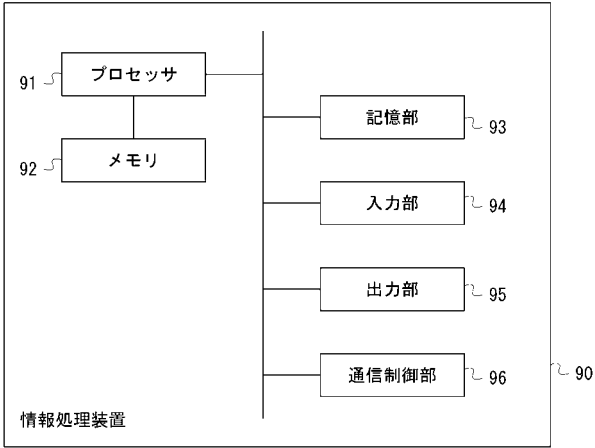 91
プロセッサ
92
メモリ
記憶部
93
入力部
94
出力部
95
通信制御部
96
90
情報処理装置